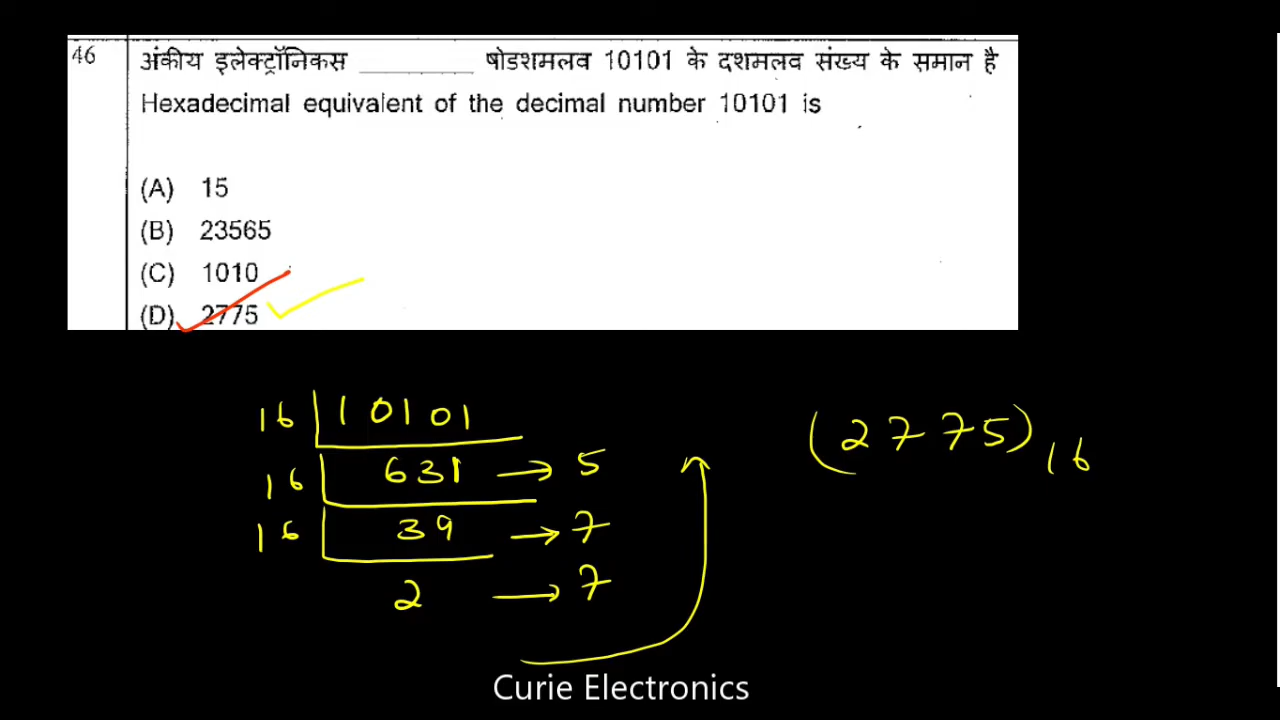 46 अंकीय इलेक्ट्रॉनिकस ________ षोडशमलव 10101 के दशमलव संख्य के समान है
Hexadecimal equivalent of the decimal number 10101 is
(A) 15
(B) 23565
(C) 1010
(D) 2775
16 10101
16 631 → 5
16 39 → 7
2 → 7
(2775)16
Curie Electronics